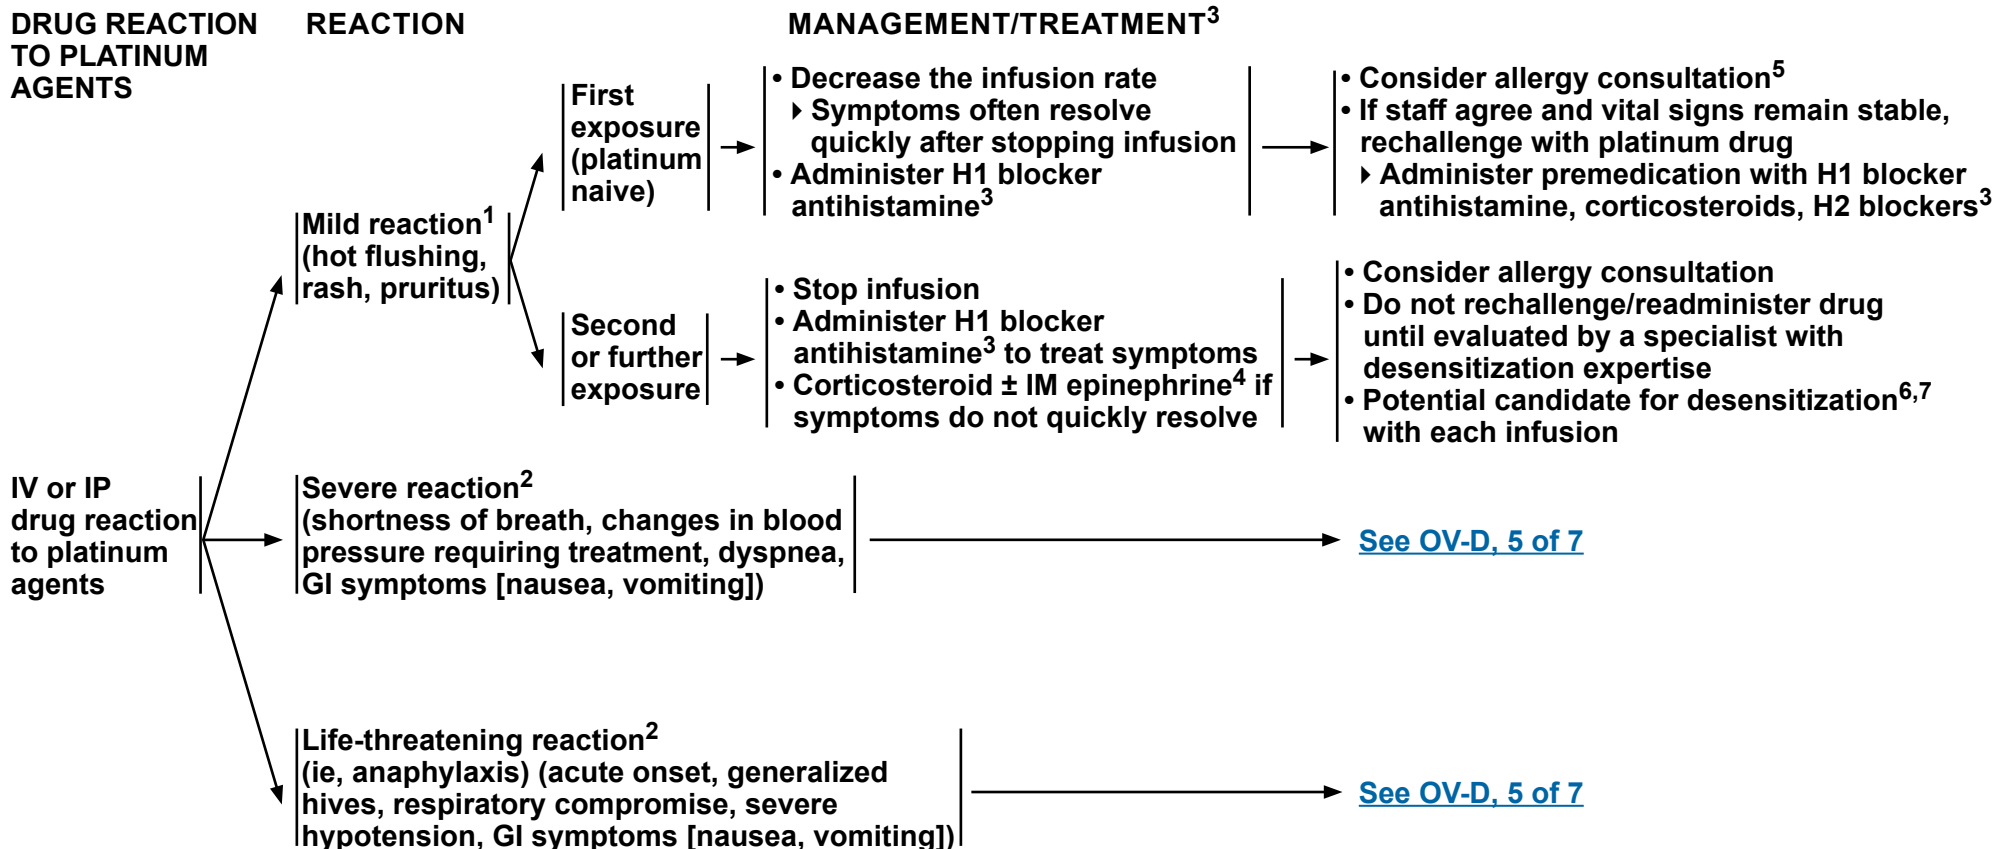 DRUG REACTION
TO PLATINUM
AGENTS
REACTION
MANAGEMENT/TREATMENT3
First
exposure
(platinum
naive)
• Decrease the infusion rate
▸ Symptoms often resolve
quickly after stopping infusion
• Administer H1 blocker
antihistamine3
• Consider allergy consultation5
• If staff agree and vital signs remain stable,
rechallenge with platinum drug
▸ Administer premedication with H1 blocker
antihistamine, corticosteroids, H2 blockers3
Mild reaction1
(hot flushing,
rash, pruritus)
Second
or further
exposure
• Stop infusion
• Administer H1 blocker
antihistamine3 to treat symptoms
• Corticosteroid ± IM epinephrine4 if
symptoms do not quickly resolve
• Consider allergy consultation
• Do not rechallenge/readminister drug
until evaluated by a specialist with
desensitization expertise
• Potential candidate for desensitization6,7
with each infusion
IV or IP
drug reaction
to platinum
agents
Severe reaction2
(shortness of breath, changes in blood
pressure requiring treatment, dyspnea,
GI symptoms [nausea, vomiting])
See OV-D, 5 of 7
Life-threatening reaction2
(ie, anaphylaxis) (acute onset, generalized
hives, respiratory compromise, severe
hypotension, GI symptoms [nausea, vomiting])
See OV-D, 5 of 7